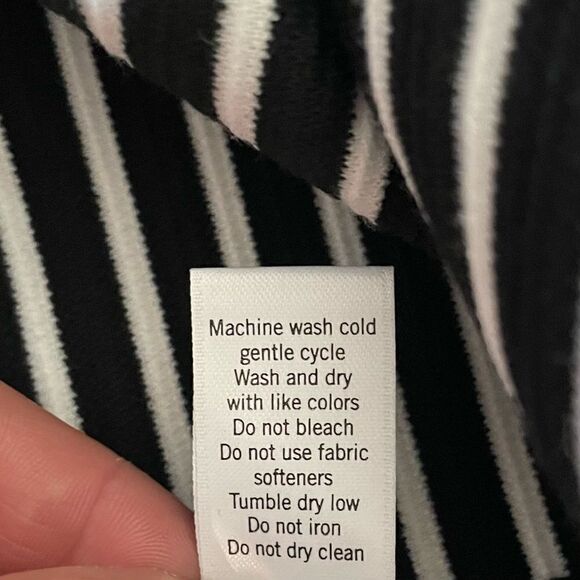 Machine wash cold
gentle cycle
Wash and dry
with like colors
Do not bleach
Do not use fabric
softeners
Tumble dry low
Do not iron
Do not dry clean